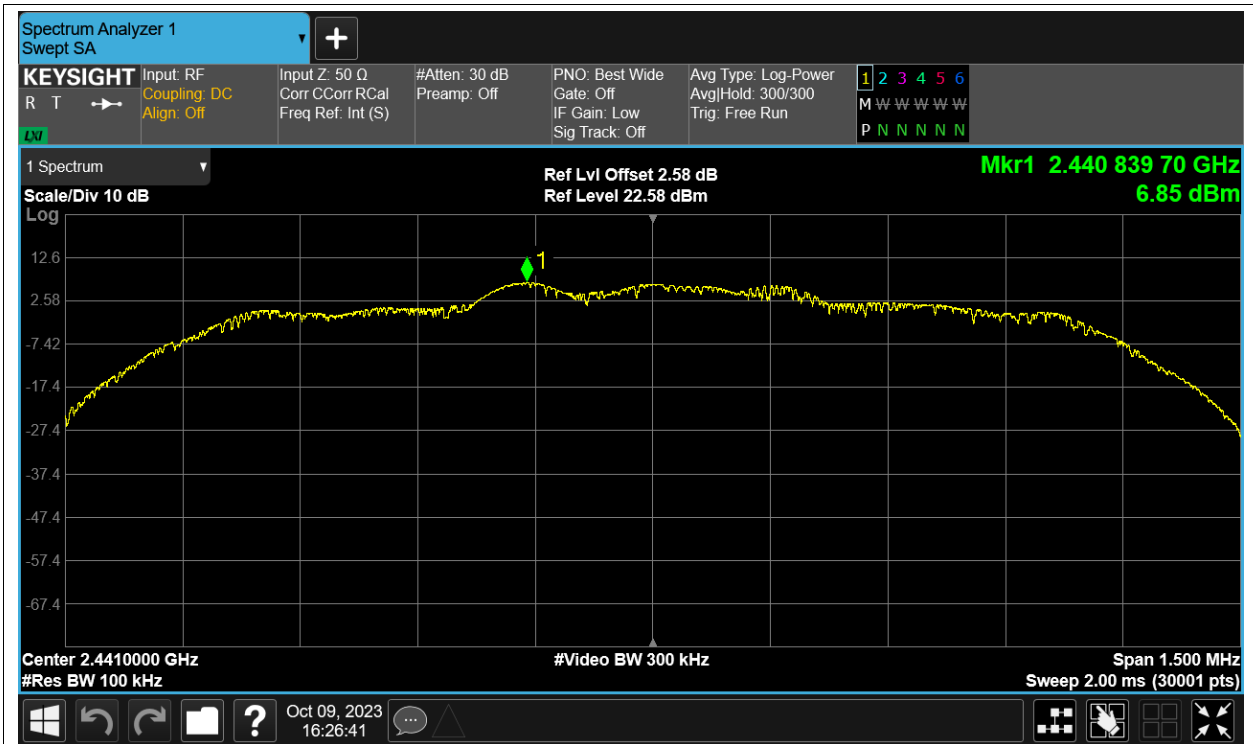 Spectrum Analyzer 1
Swept SA
KEYSIGHT
R T
LXI
Input: RF
Coupling: DC
Align: Off
Input Z: 50 Ω
Corr CCorr RCal
Freq Ref: Int (S)
#Atten: 30 dB
Preamp: Off
PNO: Best Wide
Gate: Off
IF Gain: Low
Sig Track: Off
Avg Type: Log-Power
Avg|Hold: 300/300
Trig: Free Run
1 2 3 4 5 6
M W W W W W
P N N N N N
1 Spectrum
Scale/Div 10 dB
Ref Lvl Offset 2.58 dB
Ref Level 22.58 dBm
Mkr1 2.440 839 70 GHz
6.85 dBm
Log
12.6
2.58
-7.42
-17.4
-27.4
-37.4
-47.4
-57.4
-67.4
1
Center 2.4410000 GHz
#Res BW 100 kHz
#Video BW 300 kHz
Span 1.500 MHz
Sweep 2.00 ms (30001 pts)
?
Oct 09, 2023
16:26:41